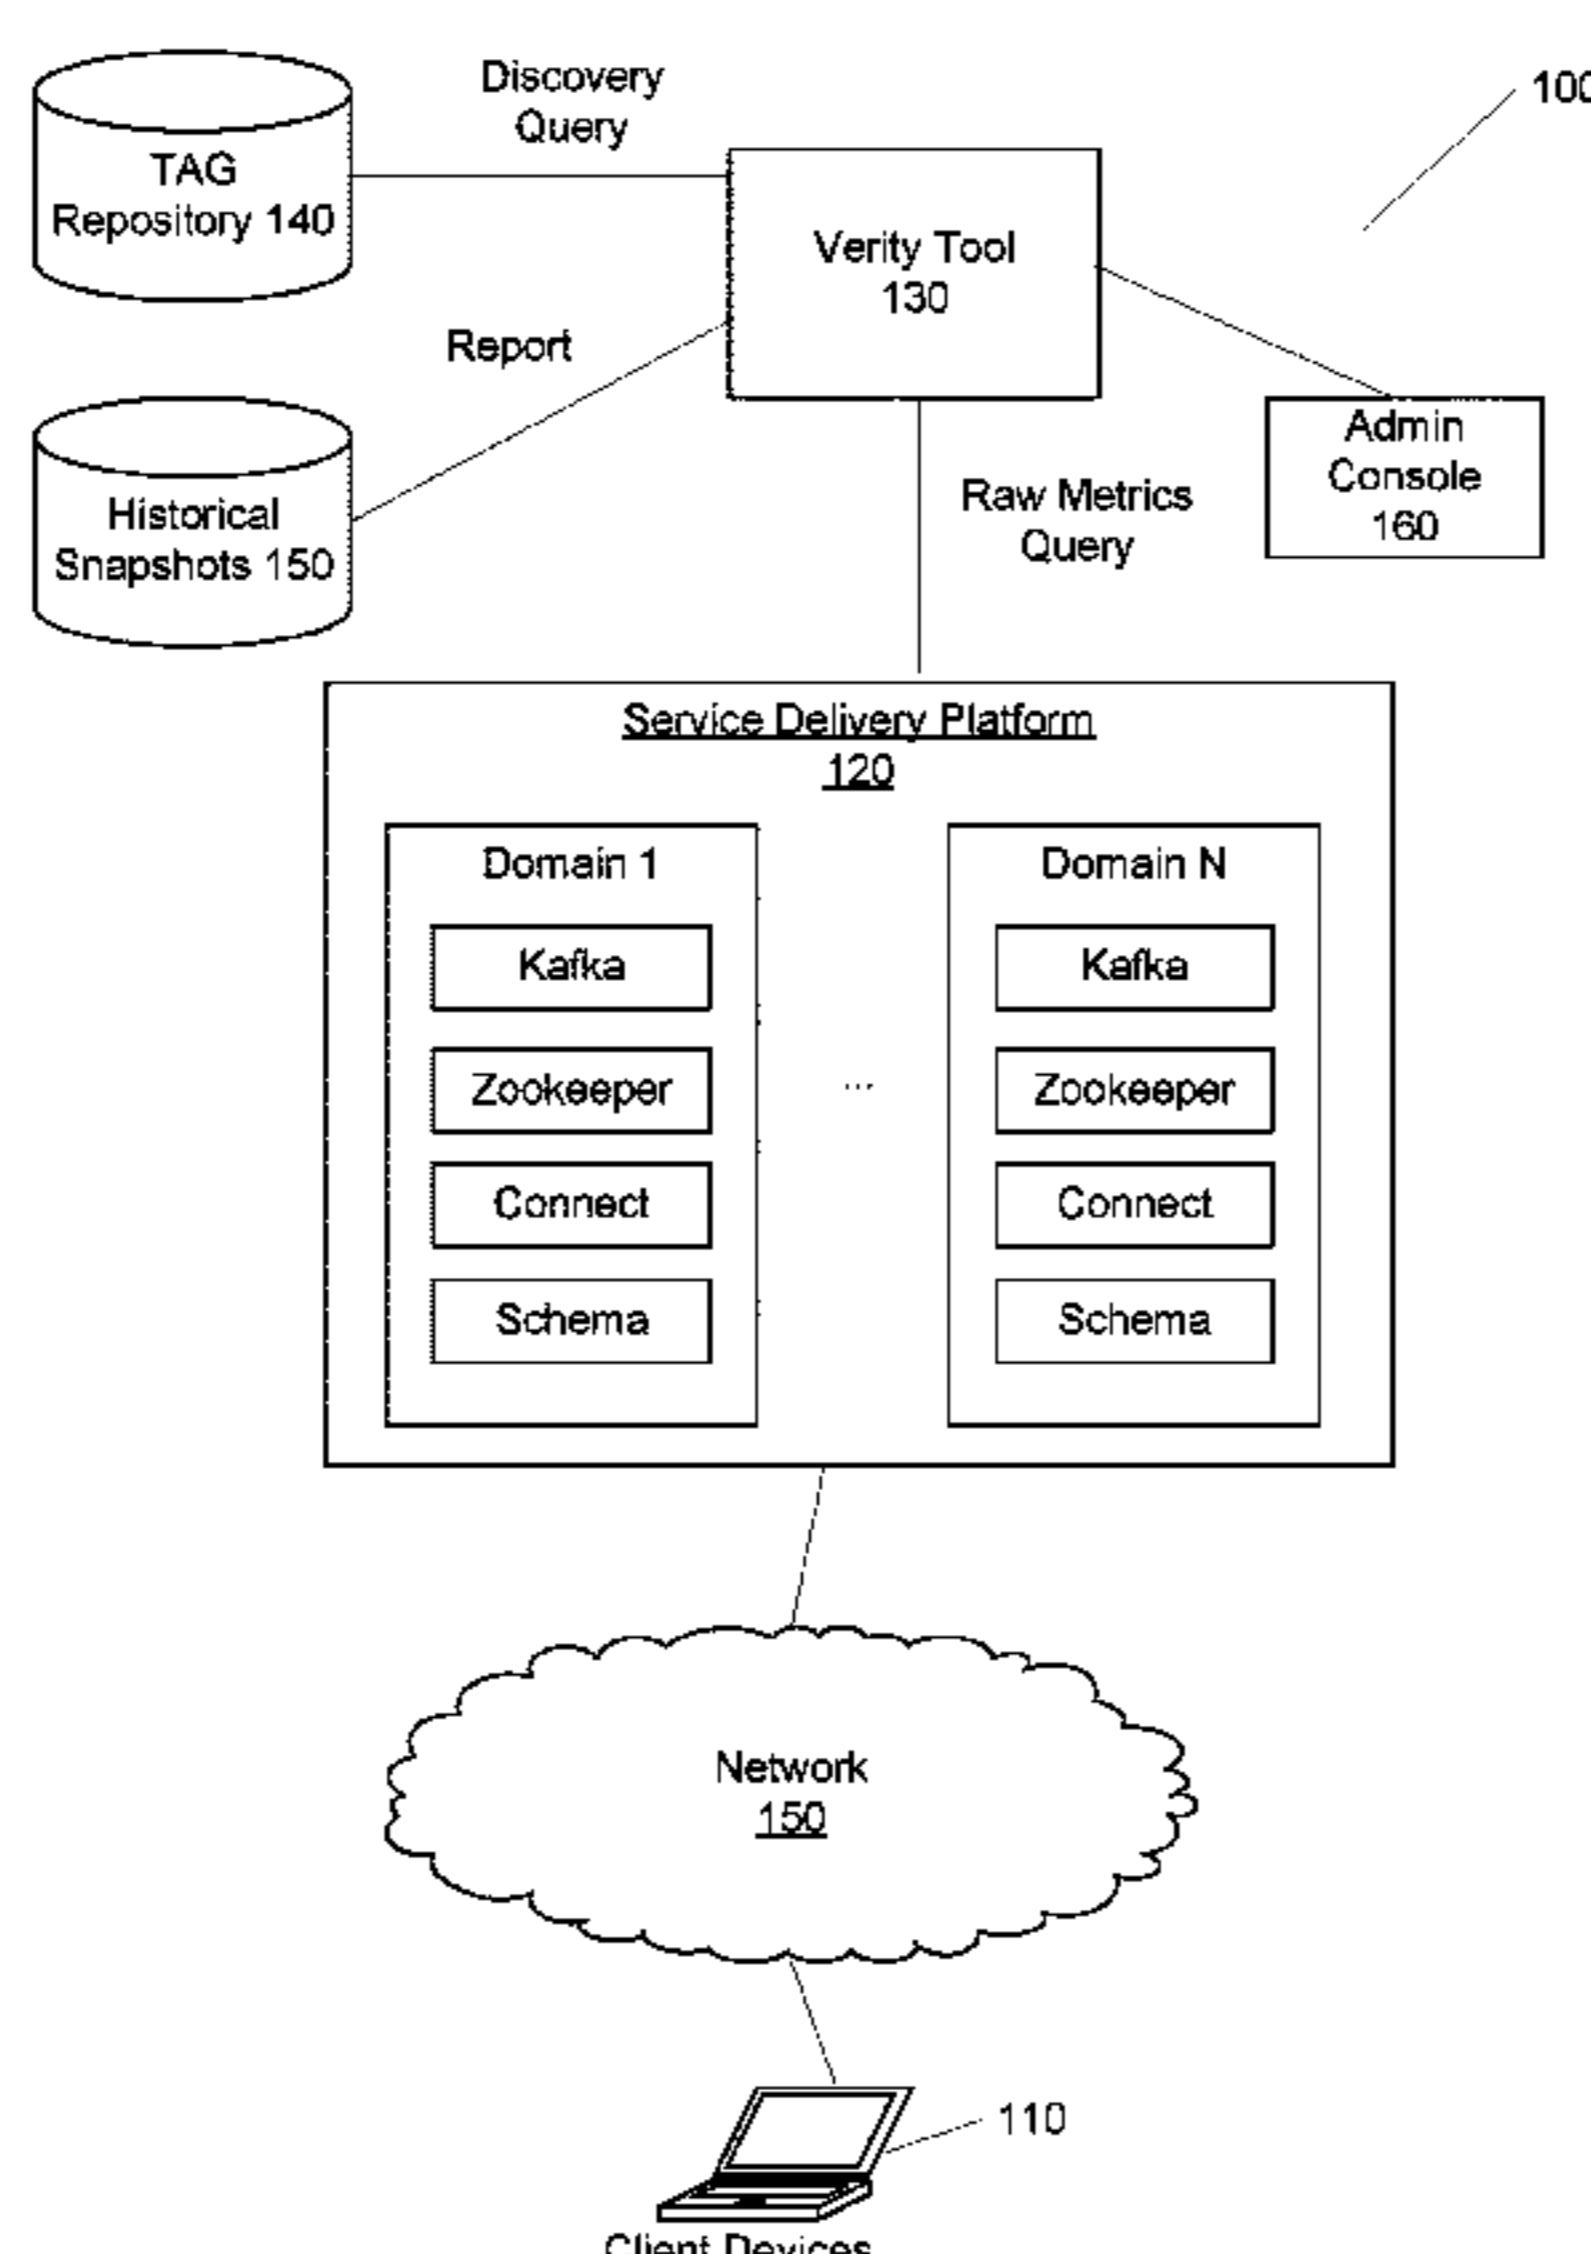 Discovery
Query
100
TAG
Repository 140
Verity Tool
130
Report
Historical
Snapshots 150
Raw Metrics
Query
Admin
Console
160
Service Delivery Platform
120
Domain 1
Kafka
Zookeeper
Connect
Schema
...
Domain N
Kafka
Zookeeper
Connect
Schema
Network
150
110
Client Devices